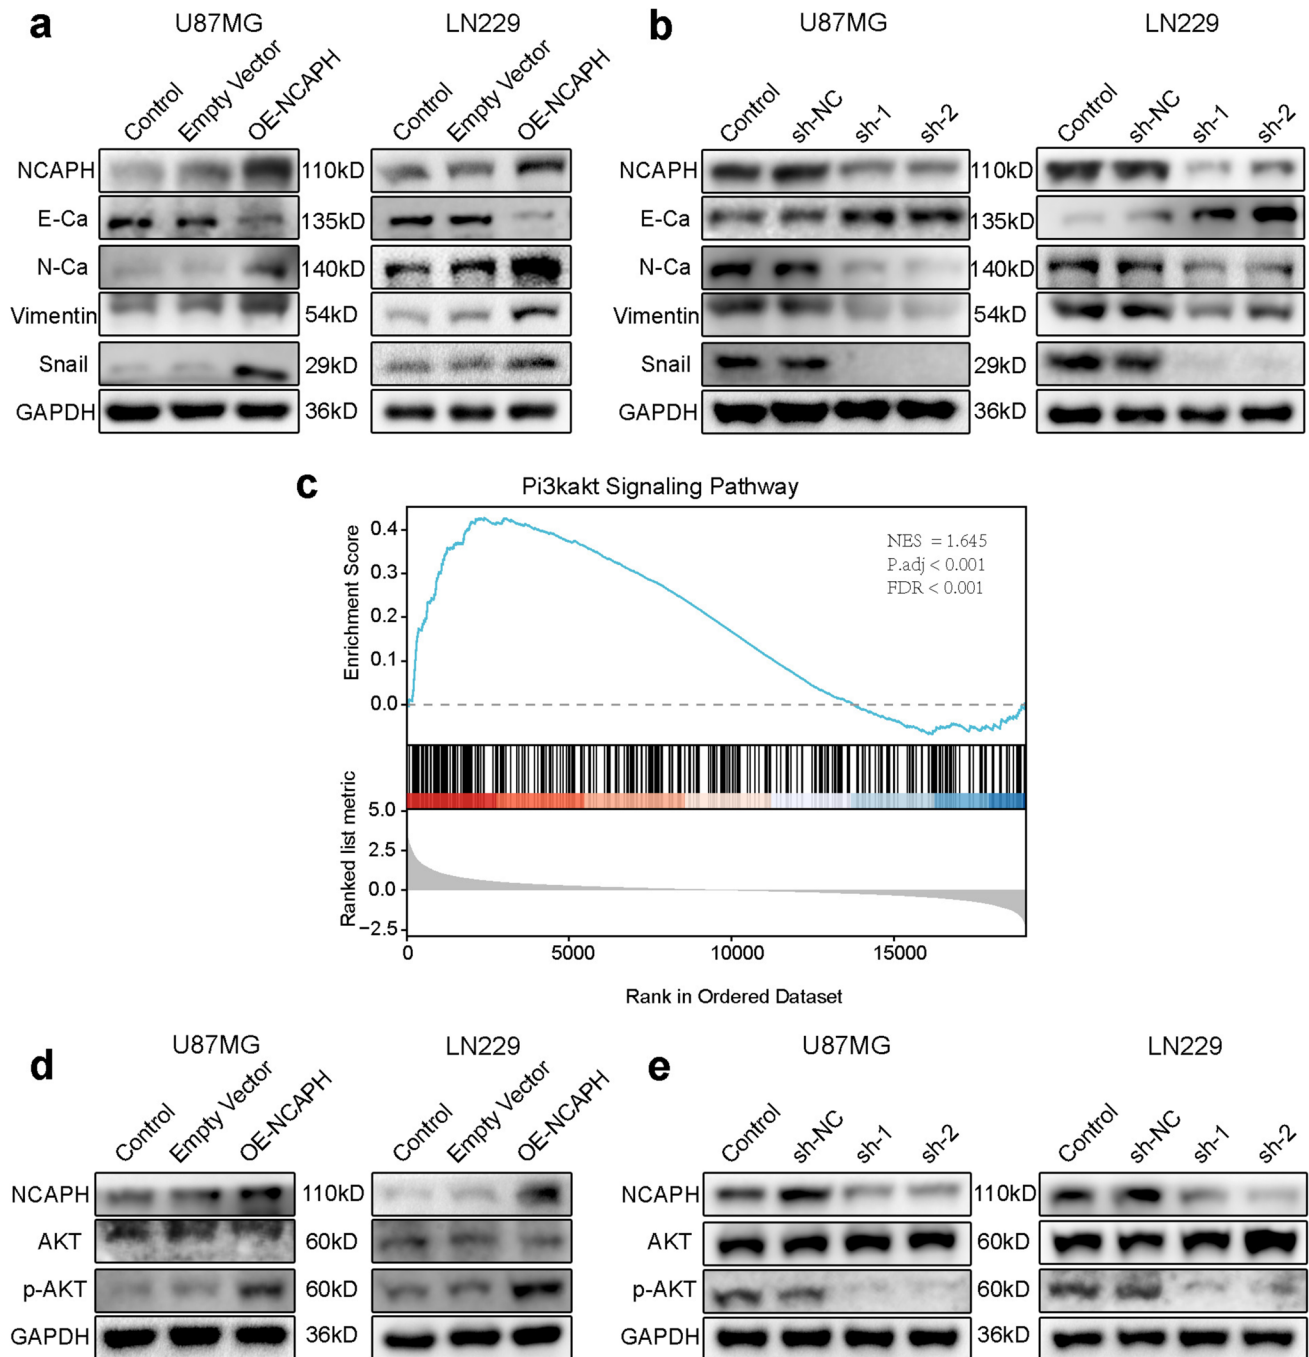 a
U87MG
LN229
Control
Empty Vector
OE-NCAPH
Control
Empty Vector
OE-NCAPH
NCAPH
110kD
E-Ca
135kD
N-Ca
140kD
Vimentin
54kD
Snail
29kD
GAPDH
36kD
b
U87MG
LN229
Control
sh-NC
sh-1
sh-2
Control
sh-NC
sh-1
sh-2
NCAPH
110kD
E-Ca
135kD
N-Ca
140kD
Vimentin
54kD
Snail
29kD
GAPDH
36kD
c
Pi3kakt Signaling Pathway
Enrichment Score
0.4
0.3
0.2
0.1
0.0
NES = 1.645
P.adj < 0.001
FDR < 0.001
Ranked list metric
5.0
2.5
0.0
−2.5
0
5000
10000
15000
Rank in Ordered Dataset
d
U87MG
LN229
Control
Empty Vector
OE-NCAPH
Control
Empty Vector
OE-NCAPH
NCAPH
110kD
AKT
60kD
p-AKT
60kD
GAPDH
36kD
e
U87MG
LN229
Control
sh-NC
sh-1
sh-2
Control
sh-NC
sh-1
sh-2
NCAPH
110kD
AKT
60kD
p-AKT
60kD
GAPDH
36kD